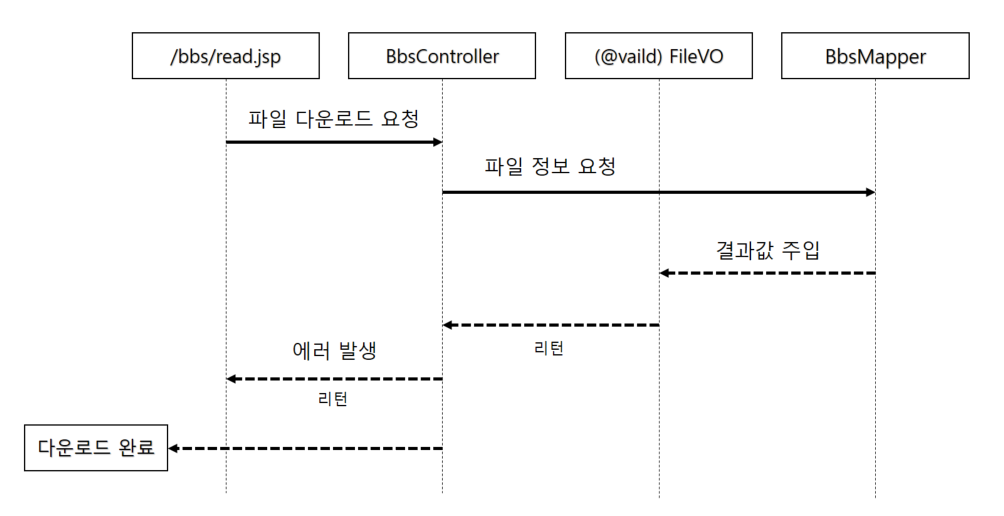 /bbs/read.jsp
BbsController
(@vaild) FileVO
BbsMapper
파일 다운로드 요청
파일 정보 요청
결과값 주입
리턴
에러 발생
리턴
다운로드 완료